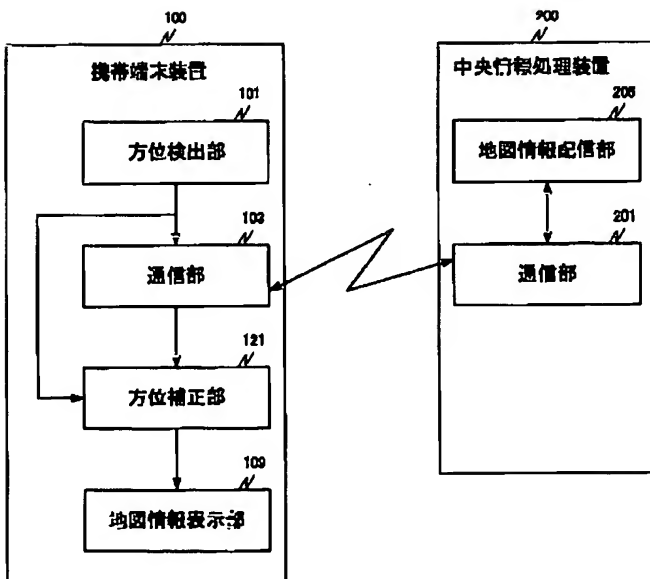 100
携帯端末装置
101
方位検出部
103
通信部
121
方位補正部
109
地図情報表示部
900
中央情報処理装置
205
地図情報配信部
201
通信部